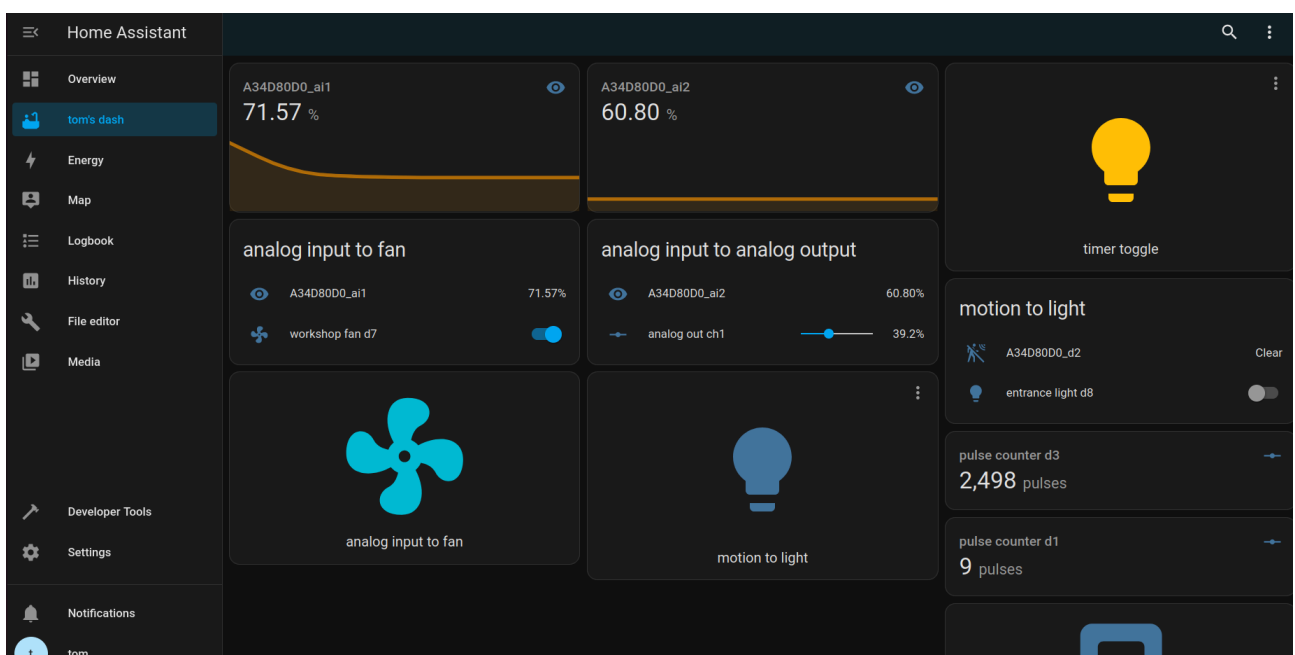 Home Assistant
Overview
tom's dash
Energy
Map
Logbook
History
File editor
Media
Developer Tools
Settings
Notifications
t
tom
A34D80D0_ai1
71.57 %
analog input to fan
A34D80D0_ai1 71.57%
workshop fan d7
analog input to fan
A34D80D0_ai2
60.80 %
analog input to analog output
A34D80D0_ai2 60.80%
analog out ch1 39.2%
motion to light
timer toggle
motion to light
A34D80D0_d2 Clear
entrance light d8
pulse counter d3
2,498 pulses
pulse counter d1
9 pulses